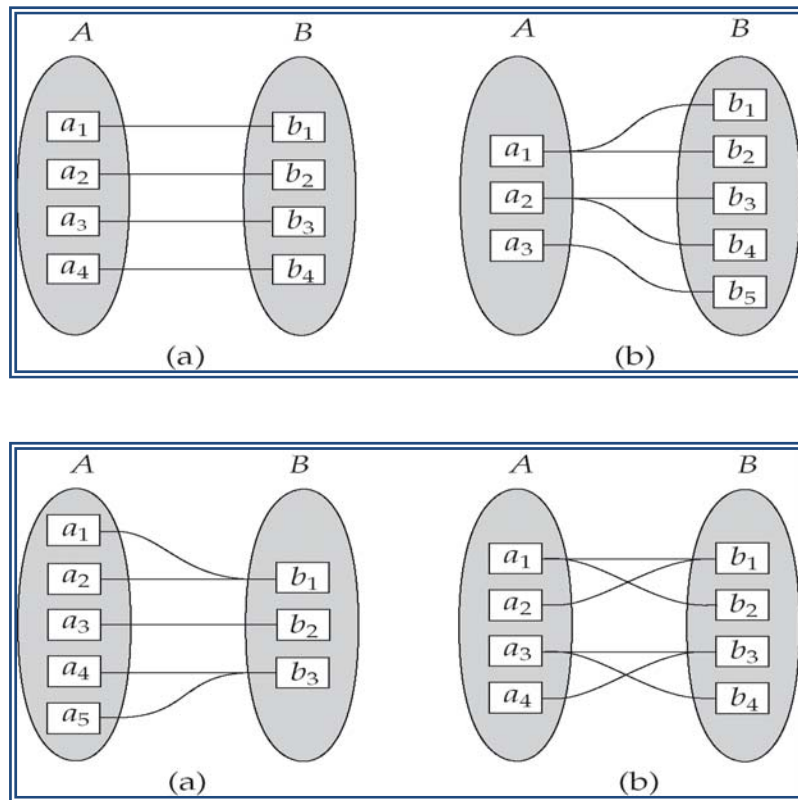 A B A B
a1 b1
a2 b2
a3 b3
a4 b4
(a)
b1
a1 b2
a2 b3
a3 b4
b5
(b)
A B A B
a1
a2 b1
a3 b2
a4 b3
a5
(a)
a1 b1
a2 b2
a3 b3
a4 b4
(b)